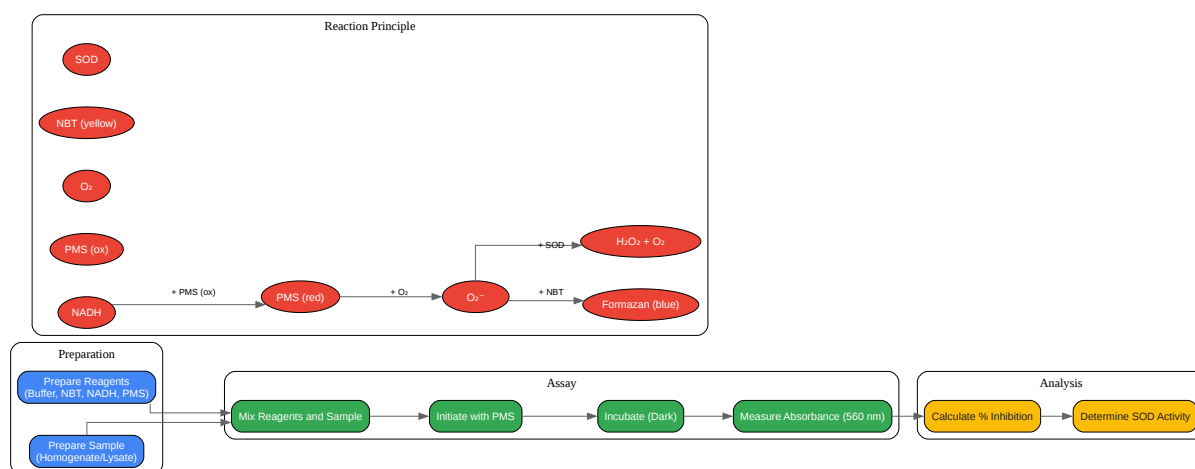 Reaction Principle
SOD
NBT (yellow)
O₂
PMS (ox)
NADH
+ PMS (ox)
PMS (red)
+ O₂
O₂⁻
+ SOD
H₂O₂ + O₂
+ NBT
Formazan (blue)
Preparation
Prepare Reagents
(Buffer, NBT, NADH, PMS)
Prepare Sample
(Homogenate/Lysate)
Assay
Mix Reagents and Sample
Initiate with PMS
Incubate (Dark)
Measure Absorbance (560 nm)
Analysis
Calculate % Inhibition
Determine SOD Activity